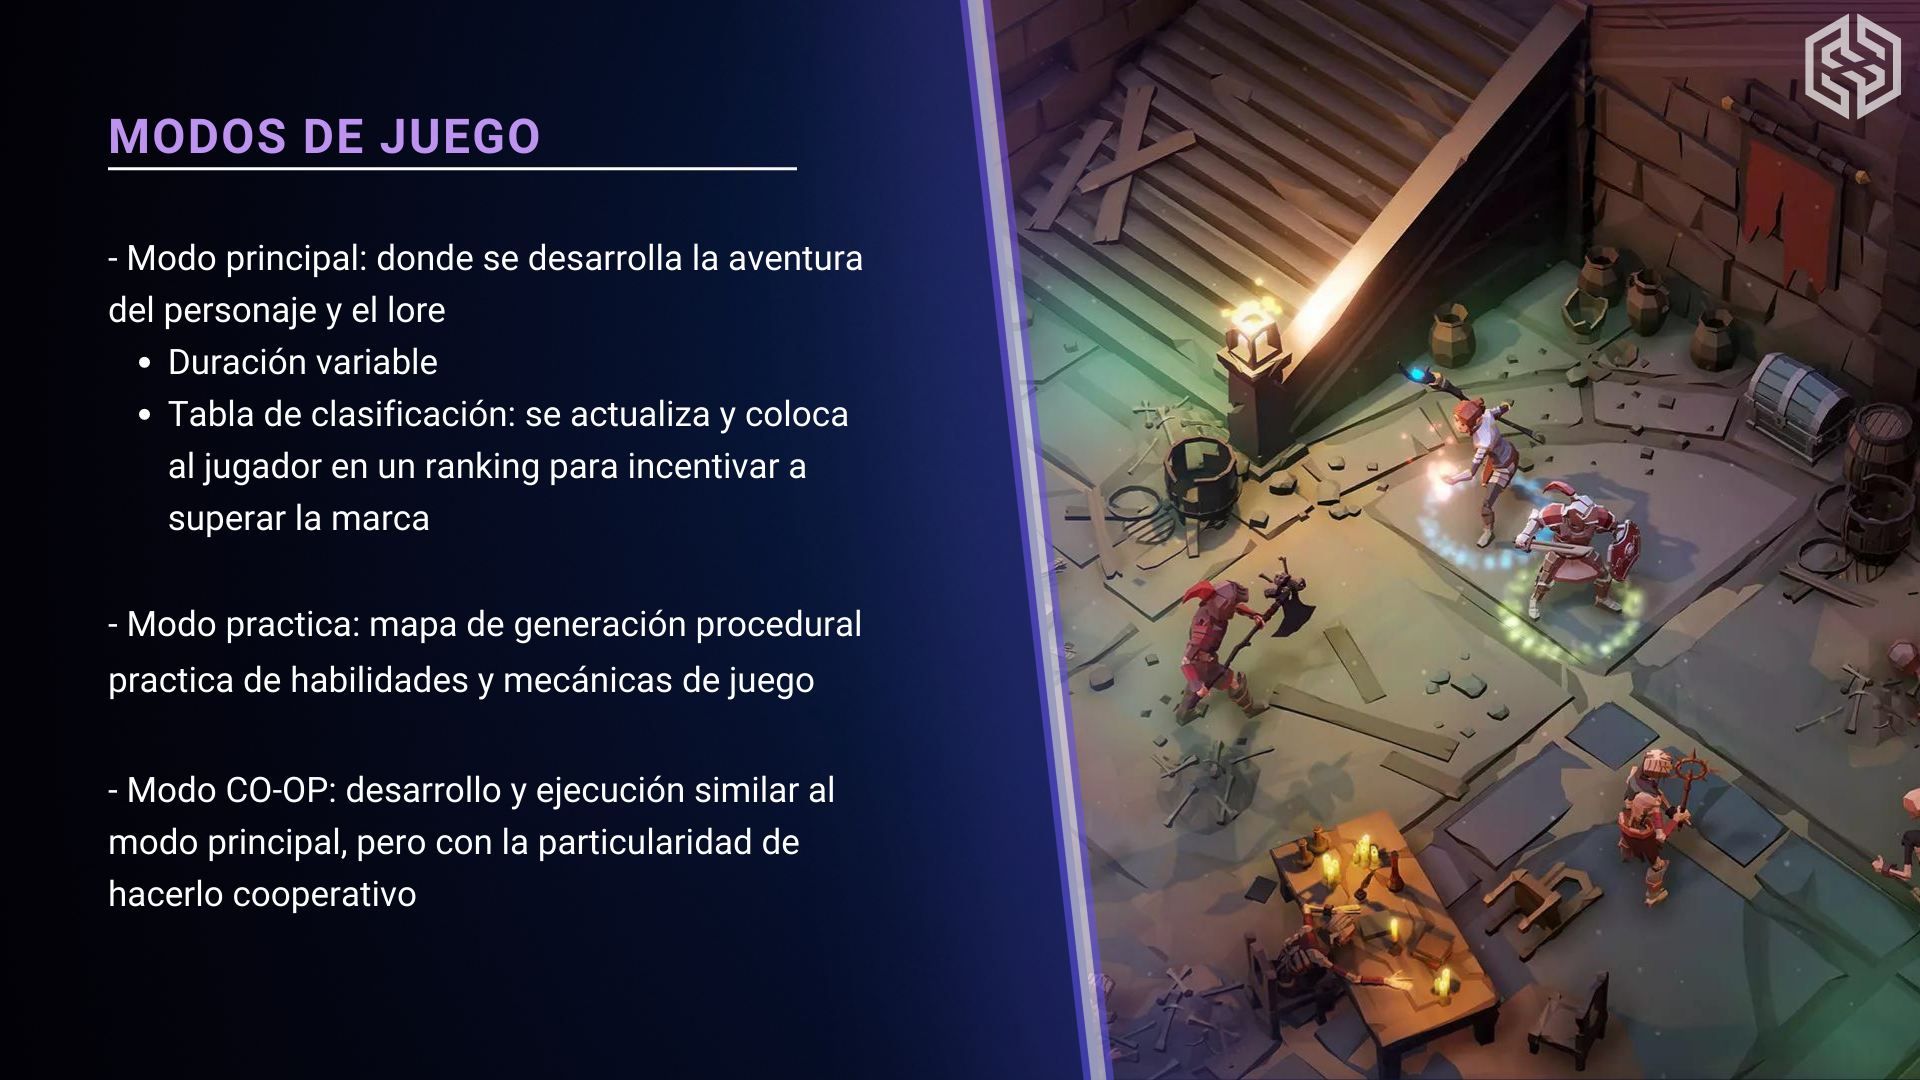 MODOS DE JUEGO
- Modo principal: donde se desarrolla la aventura
del personaje y el lore
• Duración variable
• Tabla de clasificación: se actualiza y coloca
al jugador en un ranking para incentivar a
superar la marca
- Modo practica: mapa de generación procedural
practica de habilidades y mecánicas de juego
- Modo CO-OP: desarrollo y ejecución similar al
modo principal, pero con la particularidad de
hacerlo cooperativo